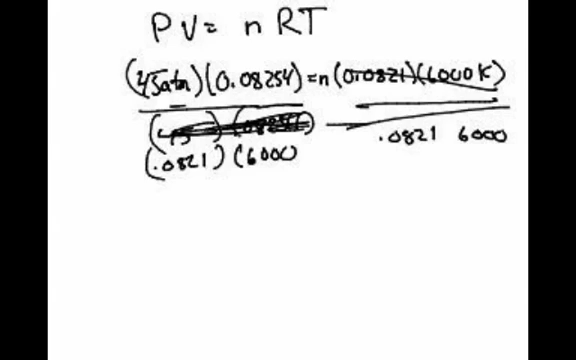 PV = nRT
(45atm)(0.08254) = n(0.0821)(6000K)
.0821 6000
(.0821)(6000